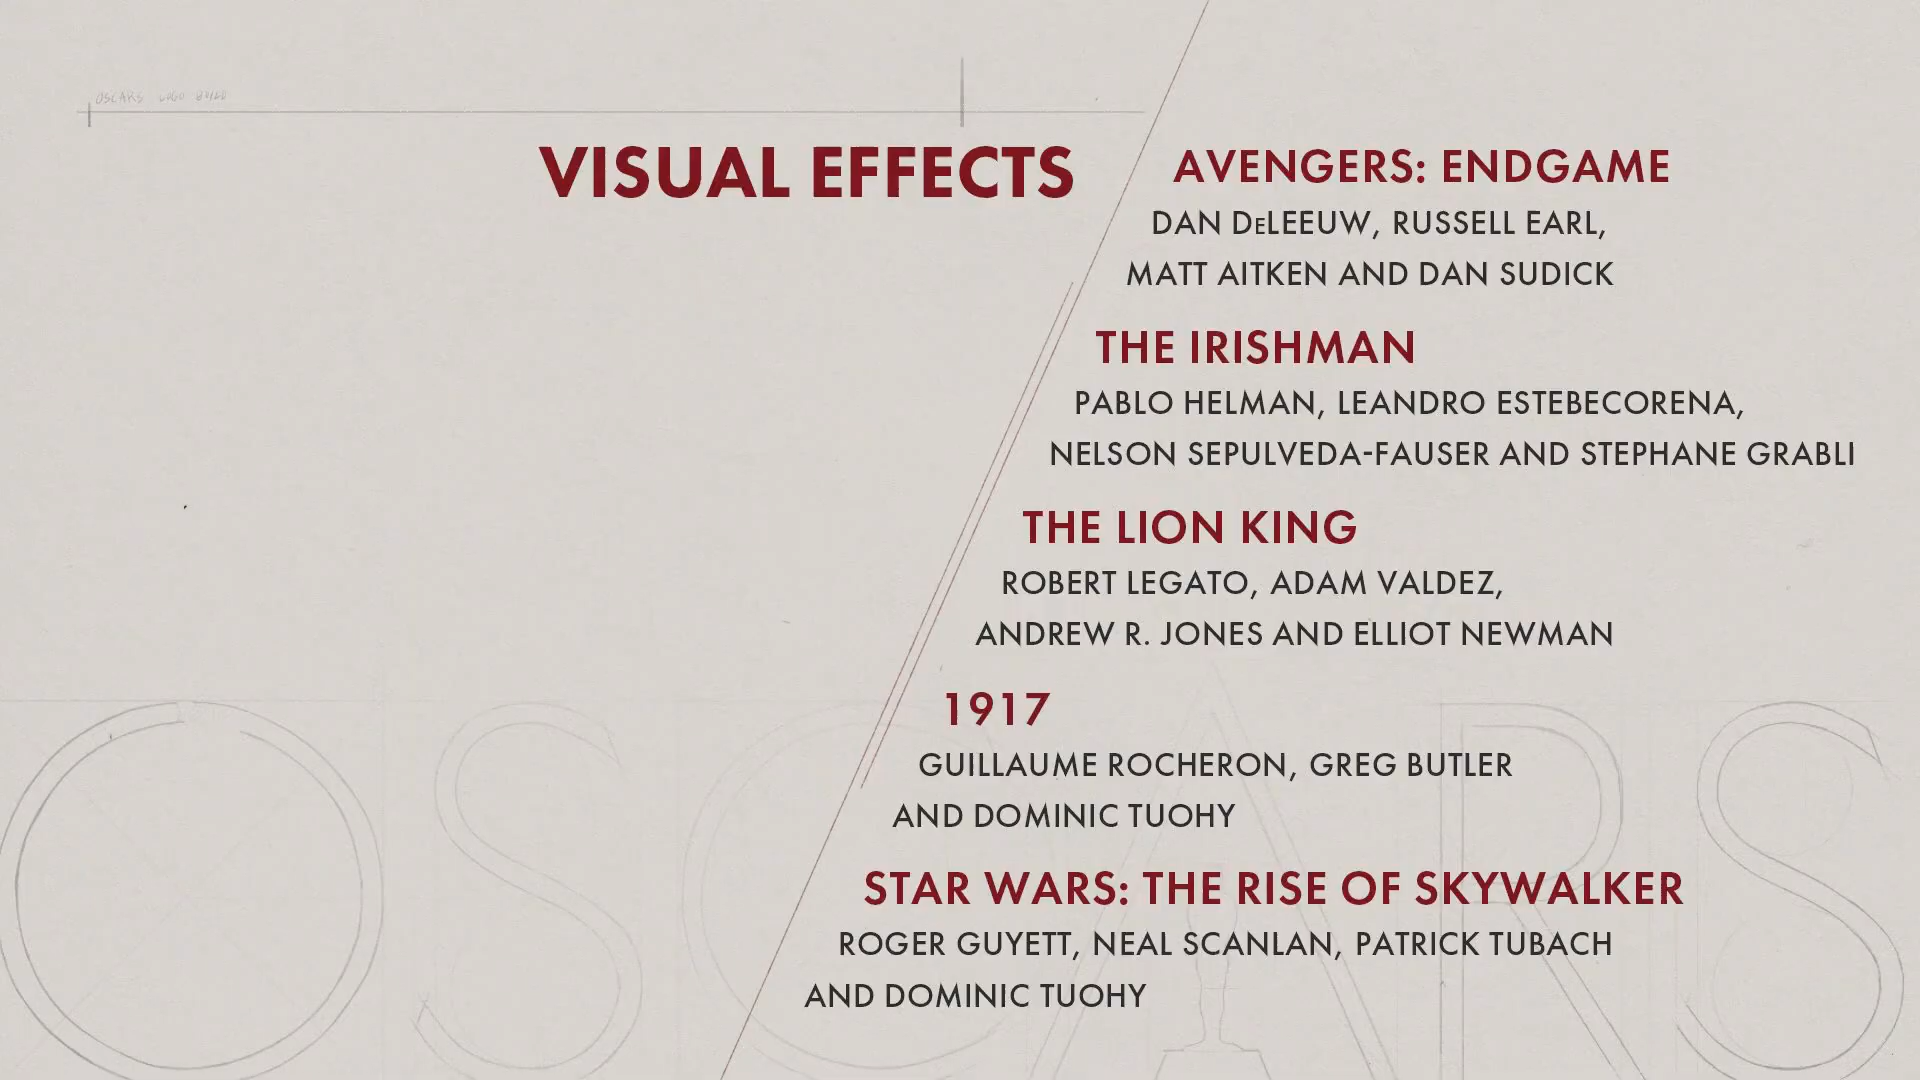 OSCARS LOGO BUILD
VISUAL EFFECTS
AVENGERS: ENDGAME
DAN DeLEEUW, RUSSELL EARL,
MATT AITKEN AND DAN SUDICK
THE IRISHMAN
PABLO HELMAN, LEANDRO ESTEBECORENA,
NELSON SEPULVEDA-FAUSER AND STEPHANE GRABLI
THE LION KING
ROBERT LEGATO, ADAM VALDEZ,
ANDREW R. JONES AND ELLIOT NEWMAN
1917
GUILLAUME ROCHERON, GREG BUTLER
AND DOMINIC TUOHY
STAR WARS: THE RISE OF SKYWALKER
ROGER GUYETT, NEAL SCANLAN, PATRICK TUBACH
AND DOMINIC TUOHY
OSCARS